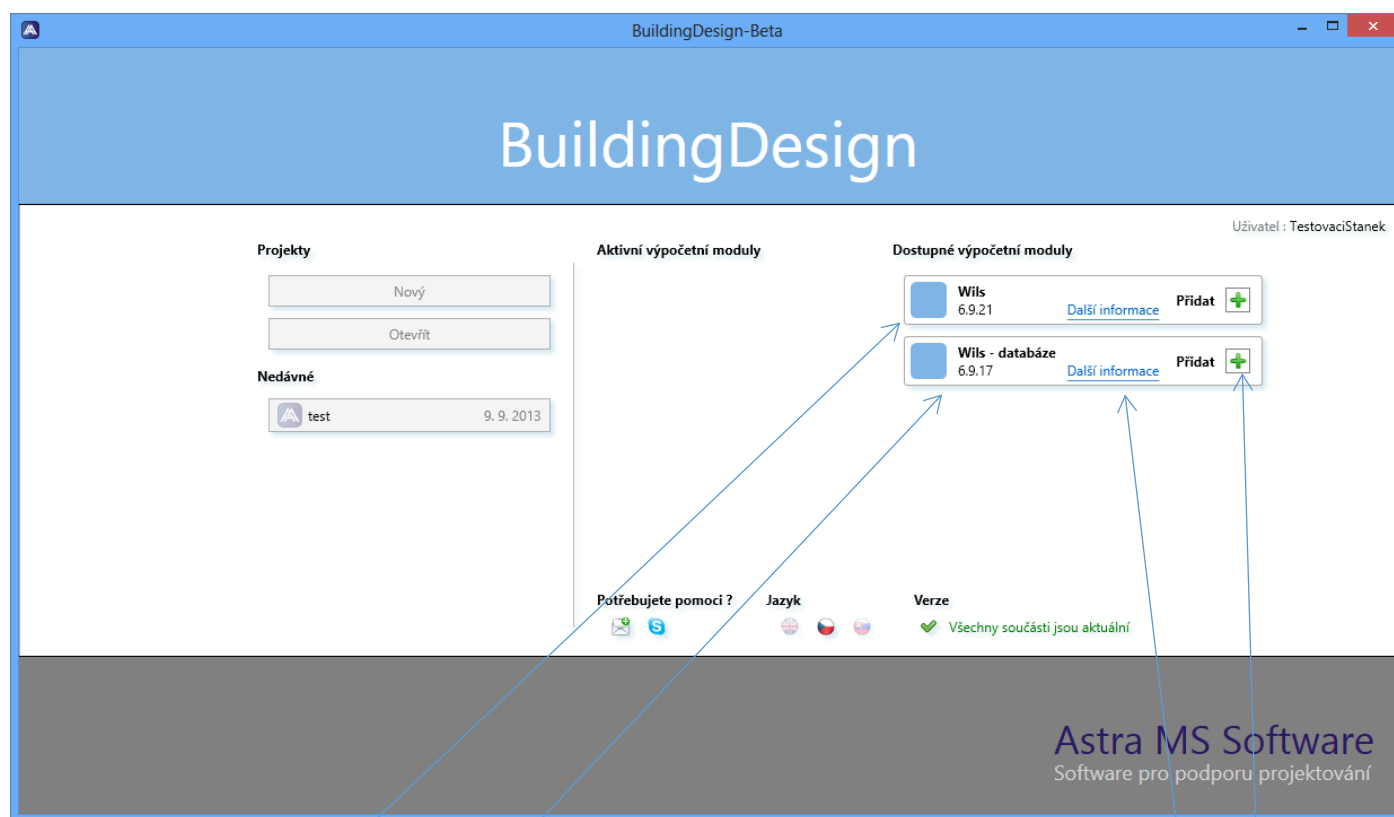 BuildingDesign-Beta
BuildingDesign
Uživatel : TestovaciStanek
Projekty
Nový
Otevřít
Nedávné
test 9. 9. 2013
Aktivní výpočetní moduly
Dostupné výpočetní moduly
Wils
6.9.21 Další informace Přidat
Wils - databáze
6.9.17 Další informace Přidat
Potřebujete pomoci ? Jazyk Verze
Všechny součásti jsou aktuální
Astra MS Software
Software pro podporu projektování